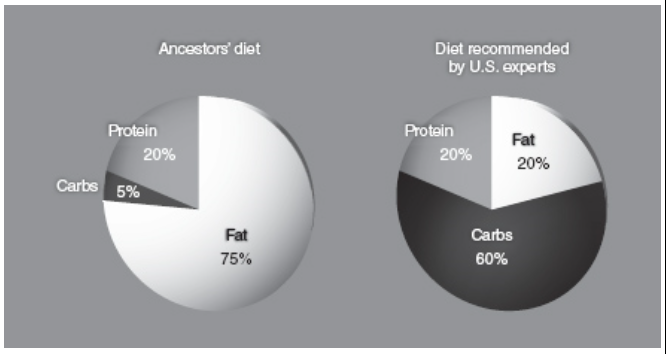 Ancestors' diet
Protein
20%
Carbs
5%
Fat
75%
Diet recommended
by U.S. experts
Protein
20%
Fat
20%
Carbs
60%